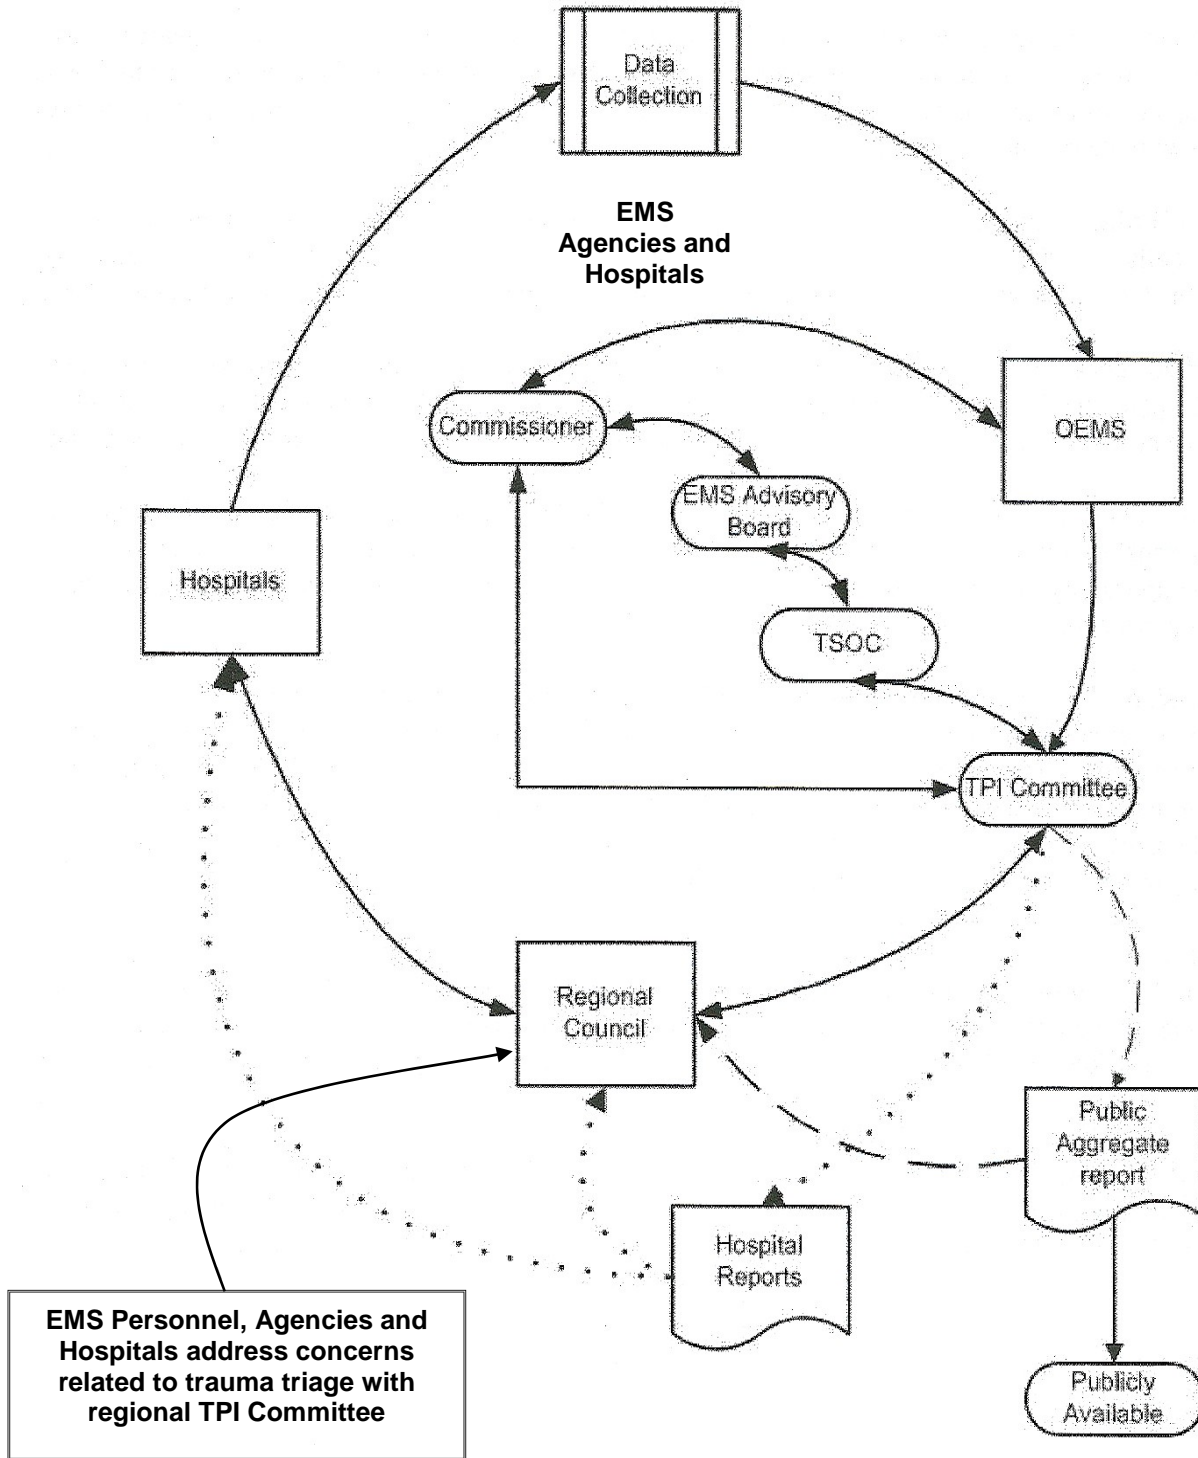 Data
Collection
EMS
Agencies and
Hospitals
Commissioner
OEMS
EMS Advisory
Board
Hospitals
TSOC
TPI Committee
Regional
Council
Public
Aggregate
report
Hospital
Reports
EMS Personnel, Agencies and
Hospitals address concerns
related to trauma triage with
regional TPI Committee
Publicly
Available